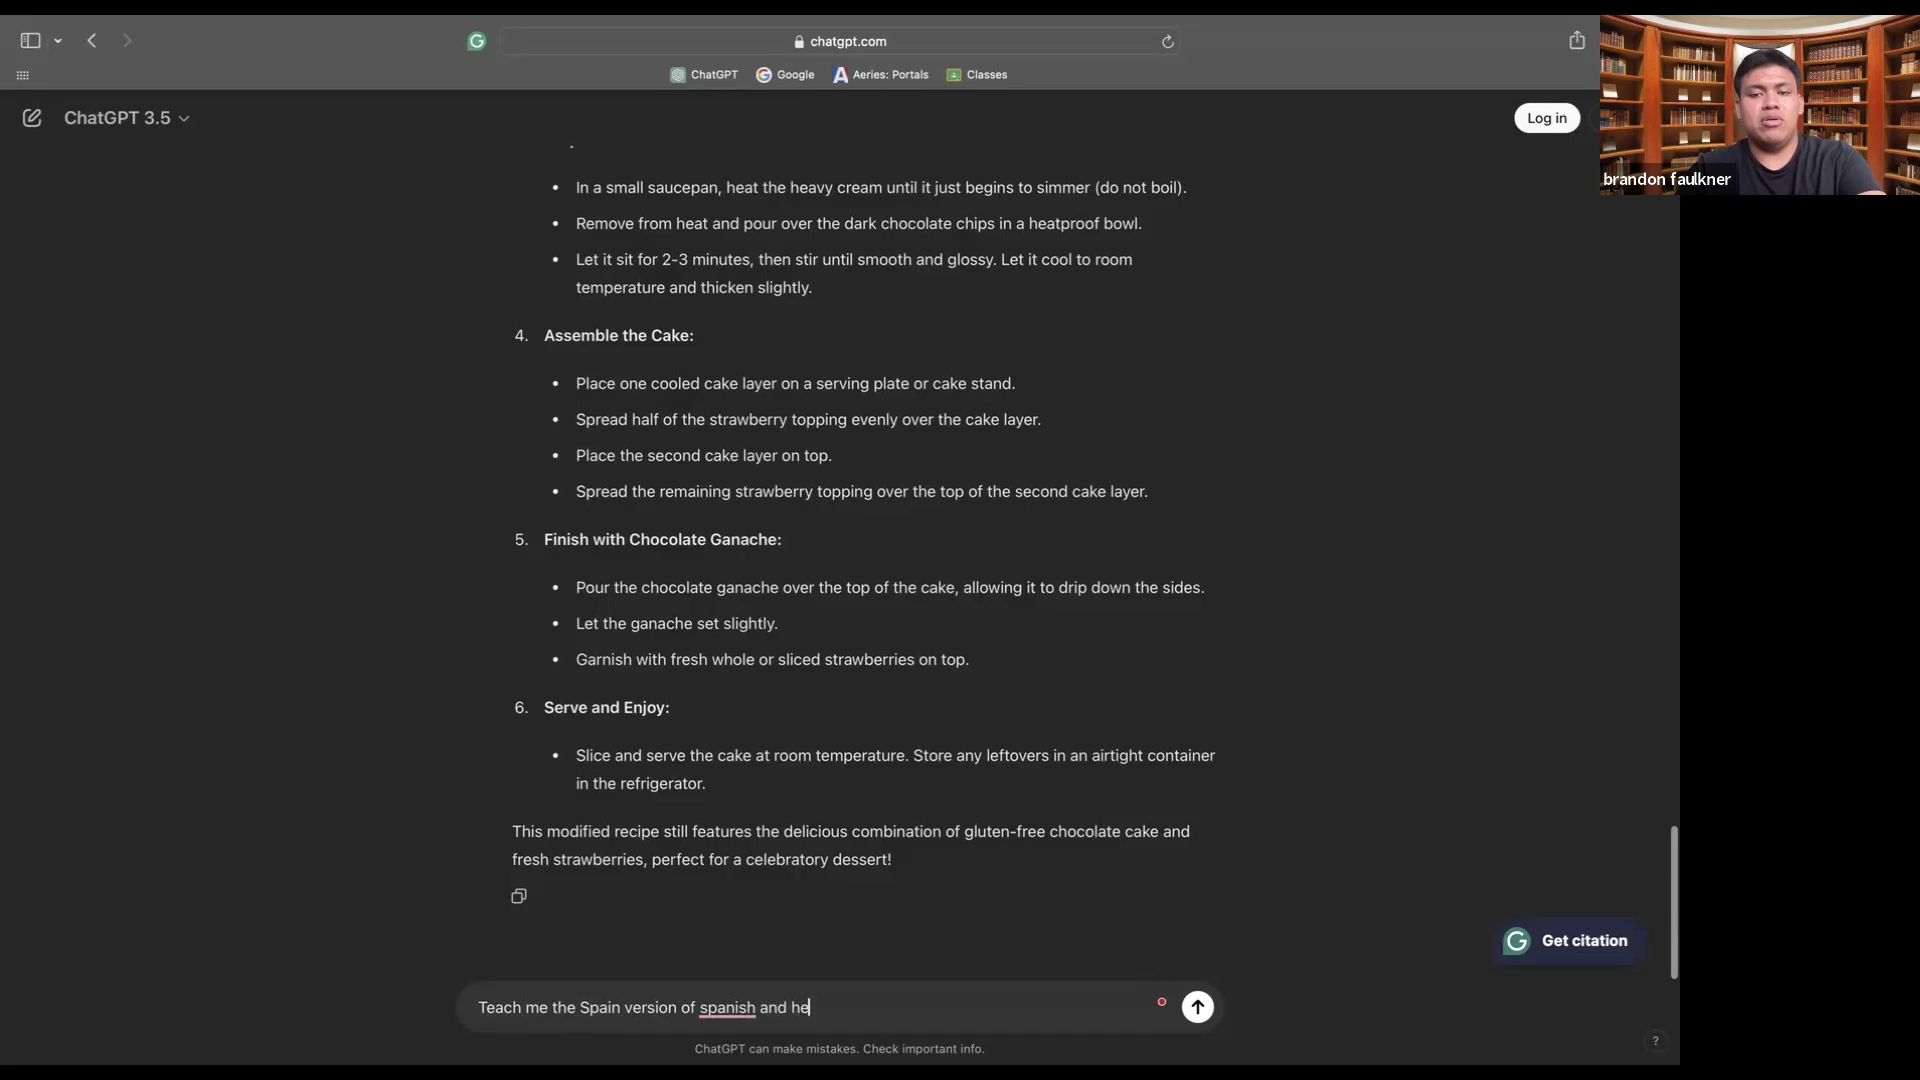 chatgpt.com
ChatGPT Google Aeries: Portals Classes
ChatGPT 3.5
Log in
brandon faulkner
• In a small saucepan, heat the heavy cream until it just begins to simmer (do not boil).
• Remove from heat and pour over the dark chocolate chips in a heatproof bowl.
• Let it sit for 2-3 minutes, then stir until smooth and glossy. Let it cool to room
temperature and thicken slightly.
4. Assemble the Cake:
• Place one cooled cake layer on a serving plate or cake stand.
• Spread half of the strawberry topping evenly over the cake layer.
• Place the second cake layer on top.
• Spread the remaining strawberry topping over the top of the second cake layer.
5. Finish with Chocolate Ganache:
• Pour the chocolate ganache over the top of the cake, allowing it to drip down the sides.
• Let the ganache set slightly.
• Garnish with fresh whole or sliced strawberries on top.
6. Serve and Enjoy:
• Slice and serve the cake at room temperature. Store any leftovers in an airtight container
in the refrigerator.
This modified recipe still features the delicious combination of gluten-free chocolate cake and
fresh strawberries, perfect for a celebratory dessert!
Get citation
Teach me the Spain version of spanish and he
ChatGPT can make mistakes. Check important info.
?